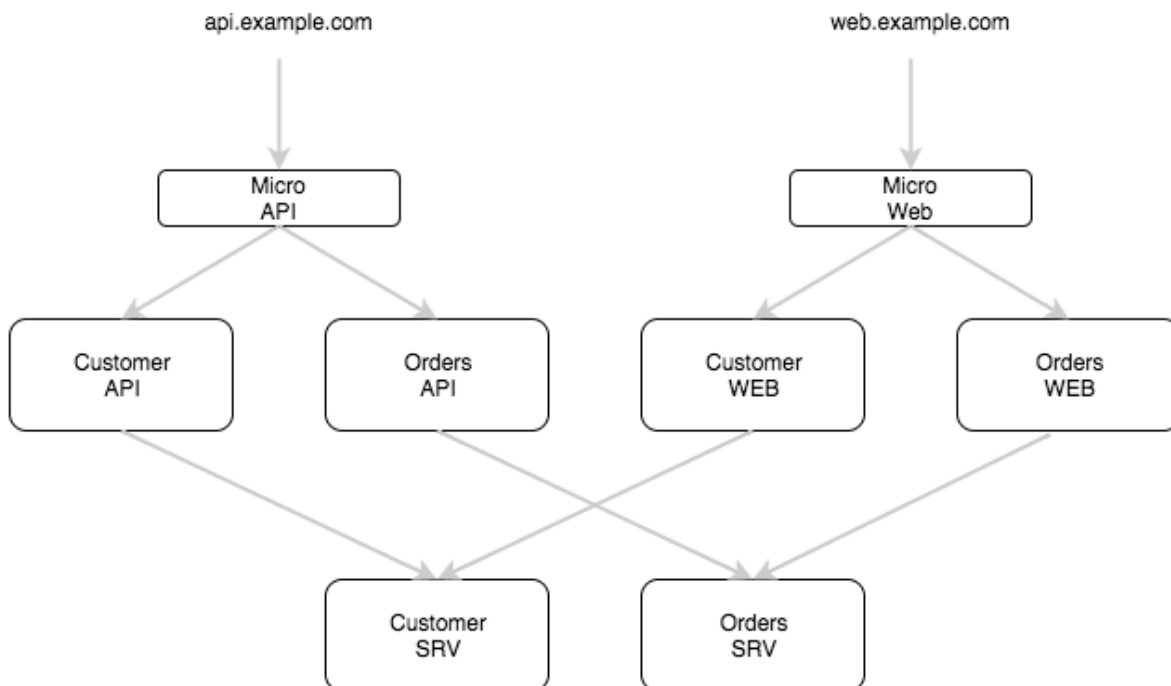 api.example.com
web.example.com
Micro
API
Micro
Web
Customer
API
Orders
API
Customer
WEB
Orders
WEB
Customer
SRV
Orders
SRV